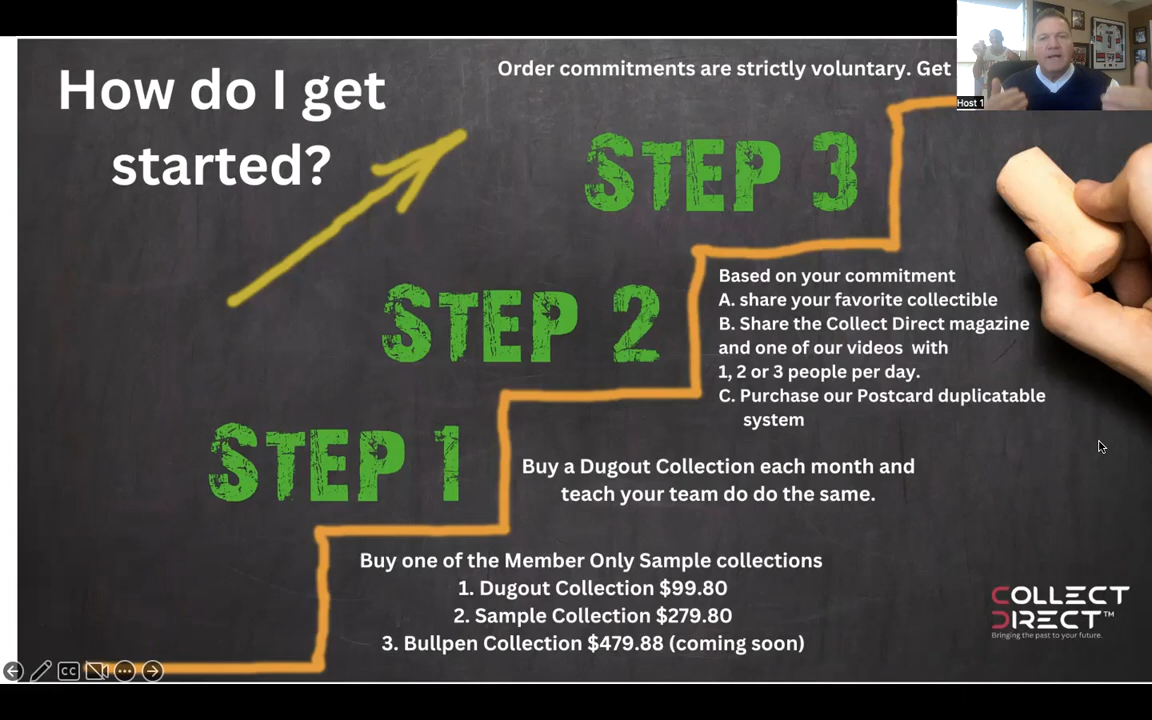 How do I get
started?
Order commitments are strictly voluntary. Get
Host 1
STEP 3
Based on your commitment
A. share your favorite collectible
B. Share the Collect Direct magazine
and one of our videos with
1, 2 or 3 people per day.
C. Purchase our Postcard duplicatable
system
STEP 2
Buy a Dugout Collection each month and
teach your team do do the same.
STEP 1
Buy one of the Member Only Sample collections
1. Dugout Collection $99.80
2. Sample Collection $279.80
3. Bullpen Collection $479.88 (coming soon)
COLLECT
DIRECT™
Bringing the past to your future.
CC